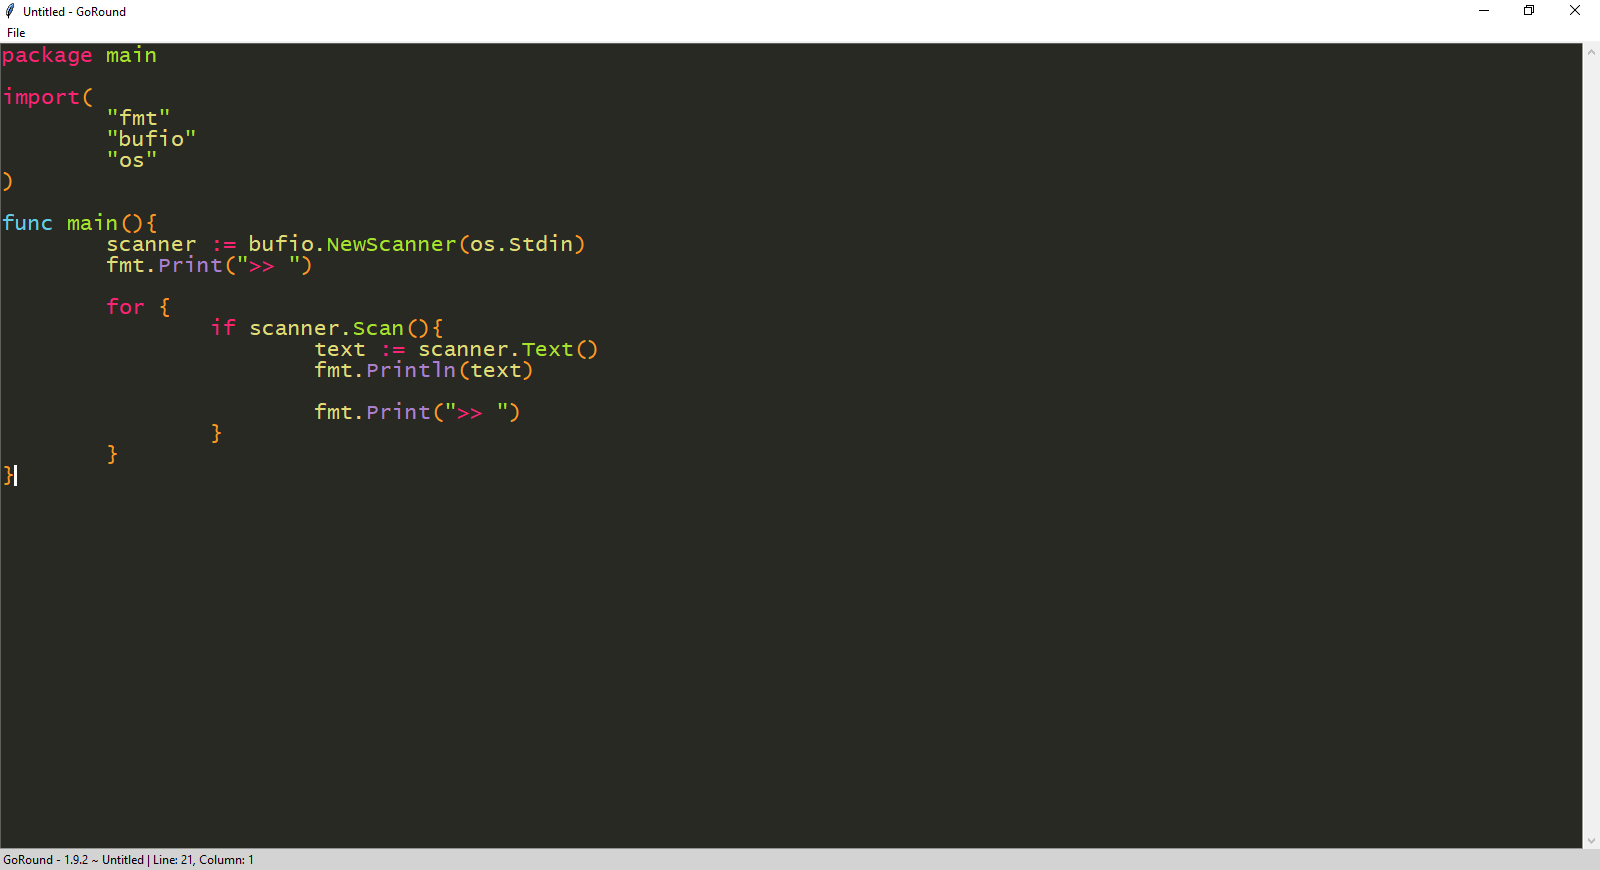 Untitled - GoRound
File
package main

import(
        "fmt"
        "bufio"
        "os"
)

func main(){
        scanner := bufio.NewScanner(os.Stdin)
        fmt.Print(">> ")

        for {
                if scanner.Scan(){
                        text := scanner.Text()
                        fmt.Println(text)

                        fmt.Print(">> ")
                }
        }
}
GoRound - 1.9.2 ~ Untitled | Line: 21, Column: 1